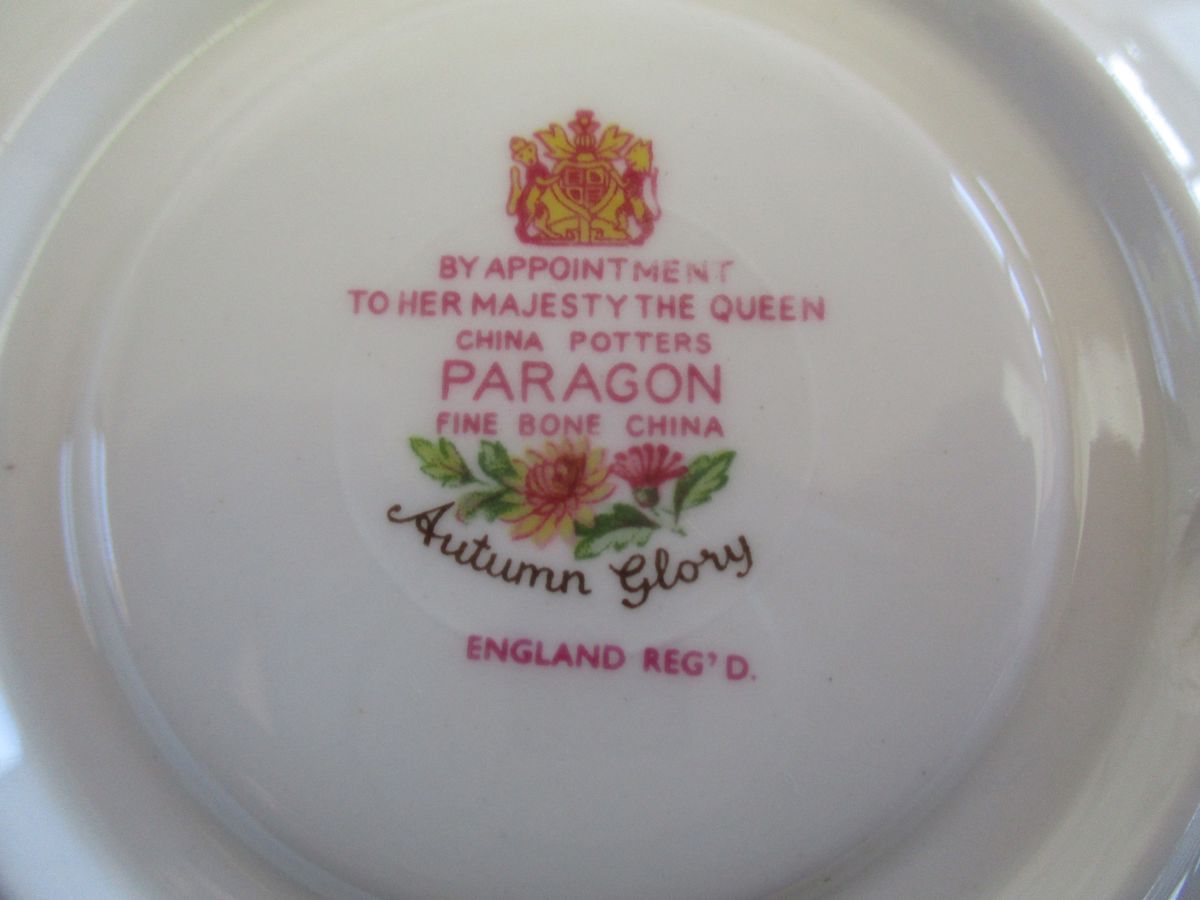 BY APPOINTMENT
TO HER MAJESTY THE QUEEN
CHINA POTTERS
PARAGON
FINE BONE CHINA
Autumn Glory
ENGLAND REG'D.